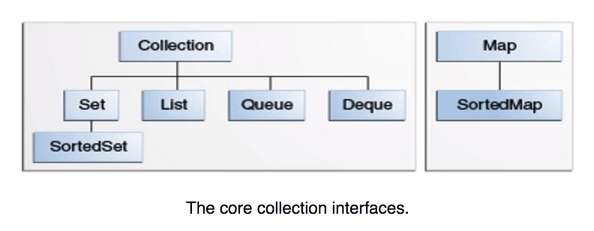 Collection
Map
Set
List
Queue
Deque
SortedMap
SortedSet
The core collection interfaces.